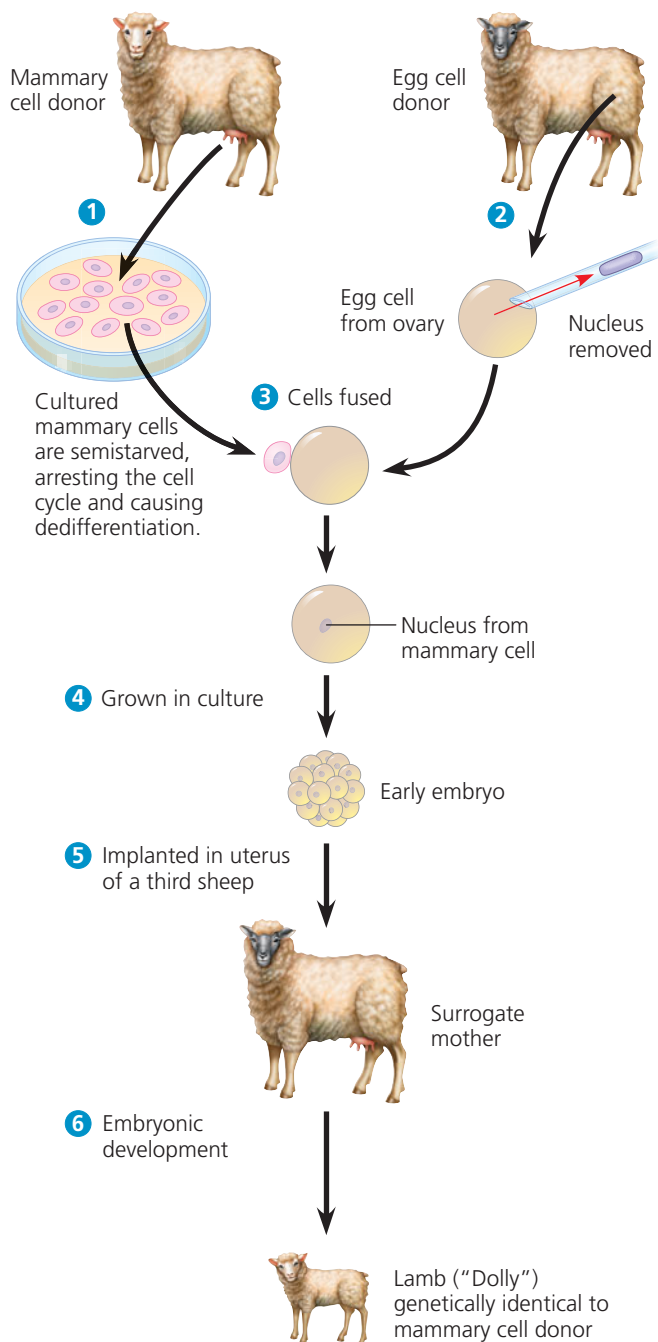 Mammary
cell donor
Egg cell
donor
1
2
Egg cell
from ovary
Nucleus
removed
Cultured
mammary cells
are semistarved,
arresting the cell
cycle and causing
dedifferentiation.
3 Cells fused
Nucleus from
mammary cell
4 Grown in culture
Early embryo
5 Implanted in uterus
of a third sheep
Surrogate
mother
6 Embryonic
development
Lamb (“Dolly”)
genetically identical to
mammary cell donor